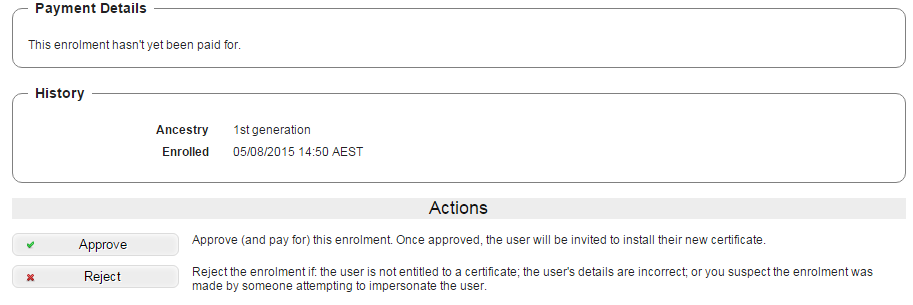 Payment Details
This enrolment hasn't yet been paid for.
History
Ancestry 1st generation
Enrolled 05/08/2015 14:50 AEST
Actions
Approve Approve (and pay for) this enrolment. Once approved, the user will be invited to install their new certificate.
Reject Reject the enrolment if: the user is not entitled to a certificate; the user's details are incorrect; or you suspect the enrolment was
made by someone attempting to impersonate the user.